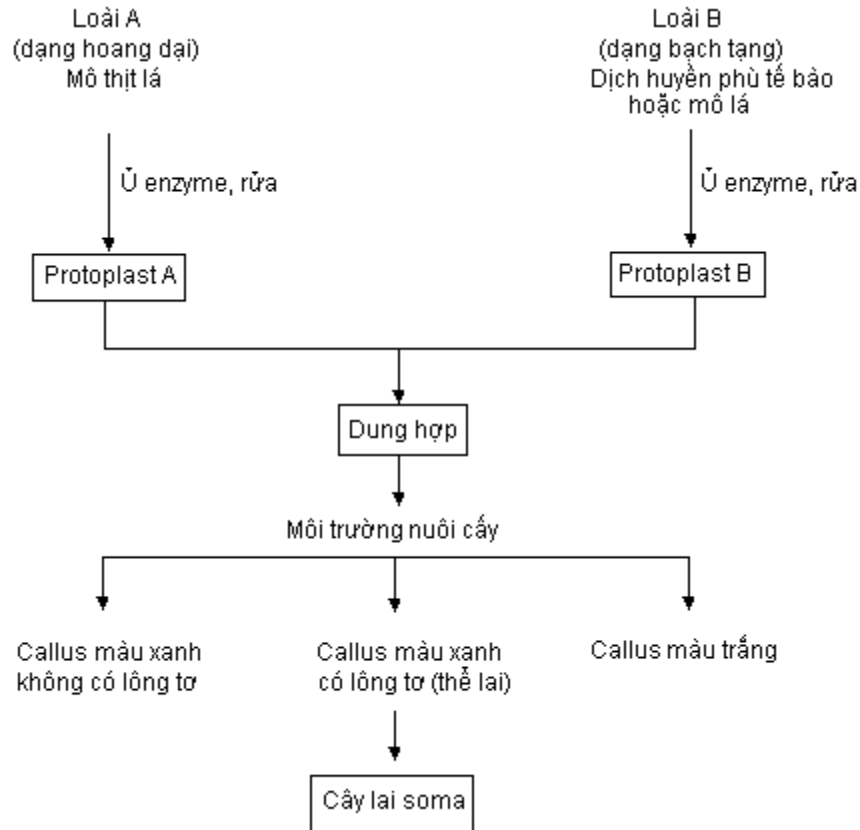 Loài A
(dạng hoang dại)
Mô thịt lá
Loài B
(dạng bạch tạng)
Dịch huyền phù tế bào
hoặc mô lá
Ủ enzyme, rửa
Ủ enzyme, rửa
Protoplast A
Protoplast B
Dung hợp
Môi trường nuôi cấy
Callus màu xanh
không có lông tơ
Callus màu xanh
có lông tơ (thể lai)
Callus màu trắng
Cây lai soma